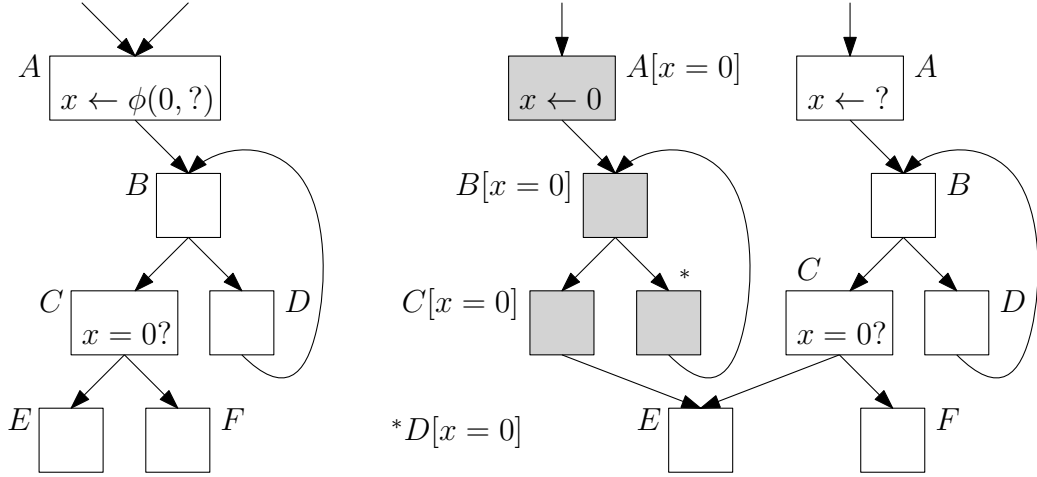 A
x ← ϕ(0, ?)
B
C
x = 0?
D
E
F
A[x = 0]
x ← 0
B[x = 0]
C[x = 0]
*
*D[x = 0]
A
x ← ?
B
C
x = 0?
D
E
F